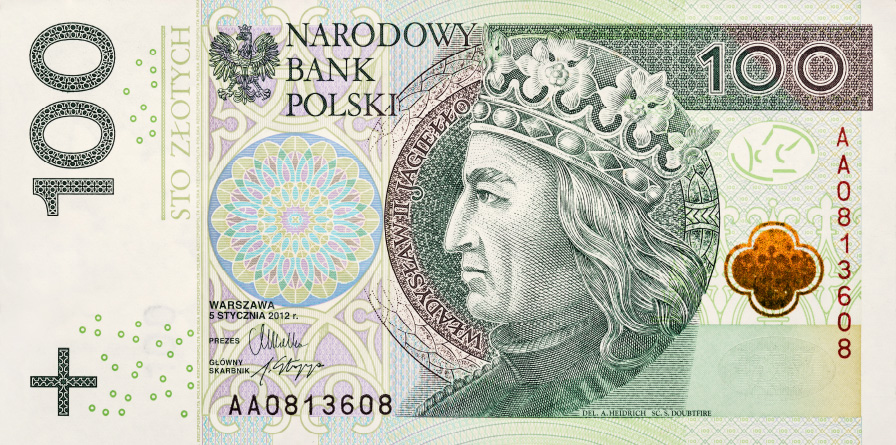 100
STO ZŁOTYCH
NARODOWY
BANK
POLSKI
WŁADYSŁAW II JAGIEŁŁO
100
AA0813608
WARSZAWA
5 STYCZNIA 2012 r.
PREZES
GŁÓWNY
SKARBNIK
AA0813608
DEL. A. HEIDRICH SC. S. DOUBTFIRE